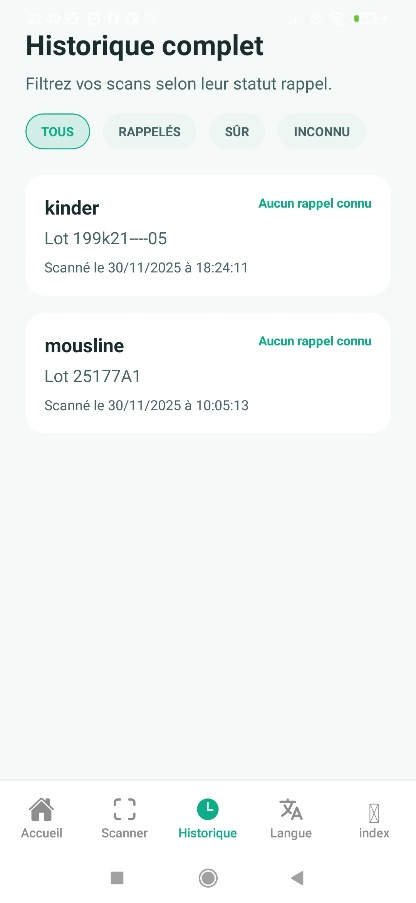 22:40
Historique complet
Filtrez vos scans selon leur statut rappel.
TOUS
RAPPELÉS
SÛR
INCONNU
kinder
Aucun rappel connu
Lot 199k21----05
Scanné le 30/11/2025 à 18:24:11
mousline
Aucun rappel connu
Lot 25177A1
Scanné le 30/11/2025 à 10:05:13
Accueil
Scanner
Historique
Langue
index